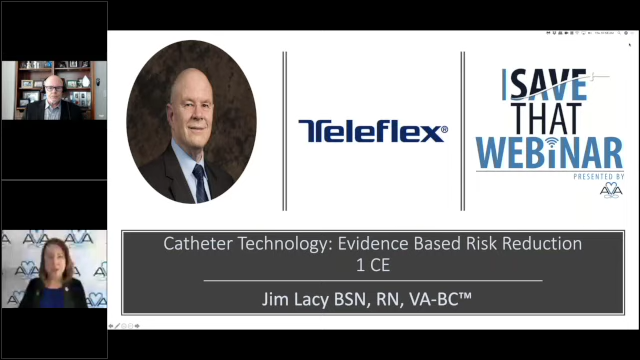 Teleflex®
I SAVE
THAT
WEBINAR
PRESENTED BY
AVA
Catheter Technology: Evidence Based Risk Reduction
1 CE
Jim Lacy BSN, RN, VA-BC™